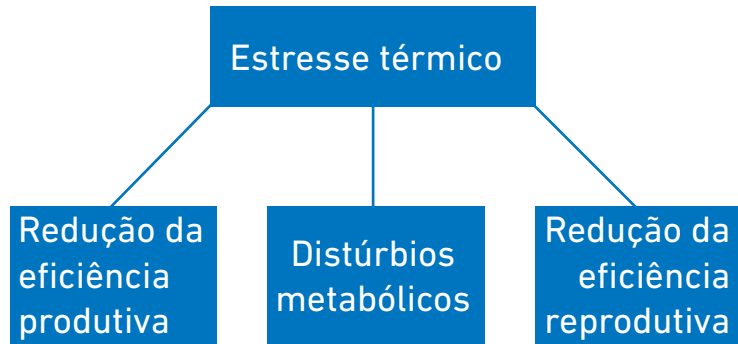 Estresse térmico
Redução da
eficiência
produtiva
Distúrbios
metabólicos
Redução da
eficiência
reprodutiva